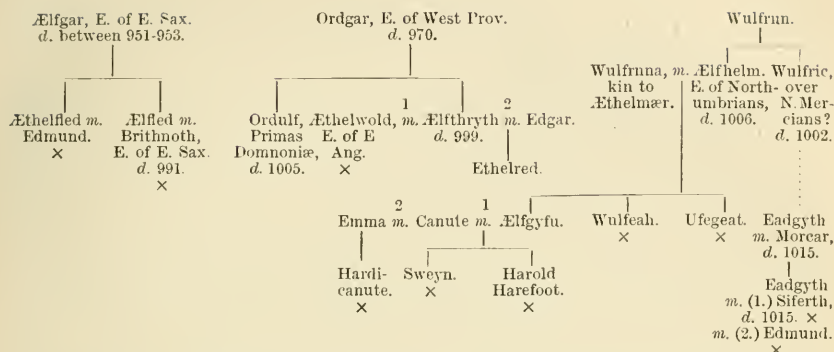 Ælfgar, E. of E. Sax.
d. between 951-953.
Æthelfled m.
Edmund.
×
Ælfled m.
Brithnoth,
E. of E. Sax.
d. 991.
×
Ordgar, E. of West Prov.
d. 970.
Ordulf,
Primas
Domnoniæ,
d. 1005.
Æthelwold,
E. of E
Ang.
×
1
m. Ælfthryth
d. 999.
2
m. Edgar.
Ethelred.
Wulfrun.
Wulfrnna,
kin to
Æthelmær.
m. Ælfhelm.
E. of North-
umbrians,
d. 1006.
Wulfric,
over
N. Mer-
cians?
d. 1002.
2
1
Emma m. Canute m. Ælfgyfu.
Wulfeah.
×
Ufegeat.
×
Eadgyth
m. Morcar,
d. 1015.
Hardi-
canute.
×
Sweyn.
×
Harold
Harefoot.
×
Eadgyth
m. (1.) Siferth,
d. 1015. ×
m. (2.) Edmund.
×